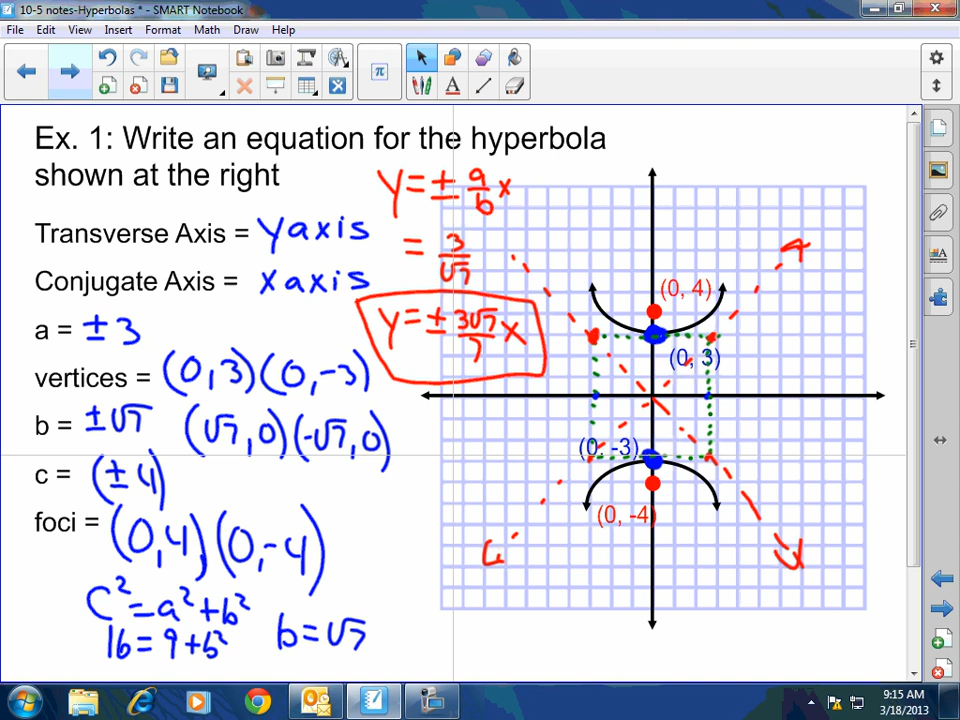 10-5 notes-Hyperbolas * - SMART Notebook
File Edit View Insert Format Math Draw Help
π
A
Ex. 1: Write an equation for the hyperbola
shown at the right
y = ± a/b x
Transverse Axis = y axis
= 3/√7
Conjugate Axis = x axis
y = ± 3√7/7 x
a = ± 3
vertices = (0,3) (0,-3)
b = ± √7 (√7,0) (-√7,0)
c = (± 4)
foci = (0,4) (0,-4)
c² = a² + b²
16 = 9 + b² b = √7
(0, 4)
(0, 3)
(0, -3)
(0, -4)
9:15 AM
3/18/2013